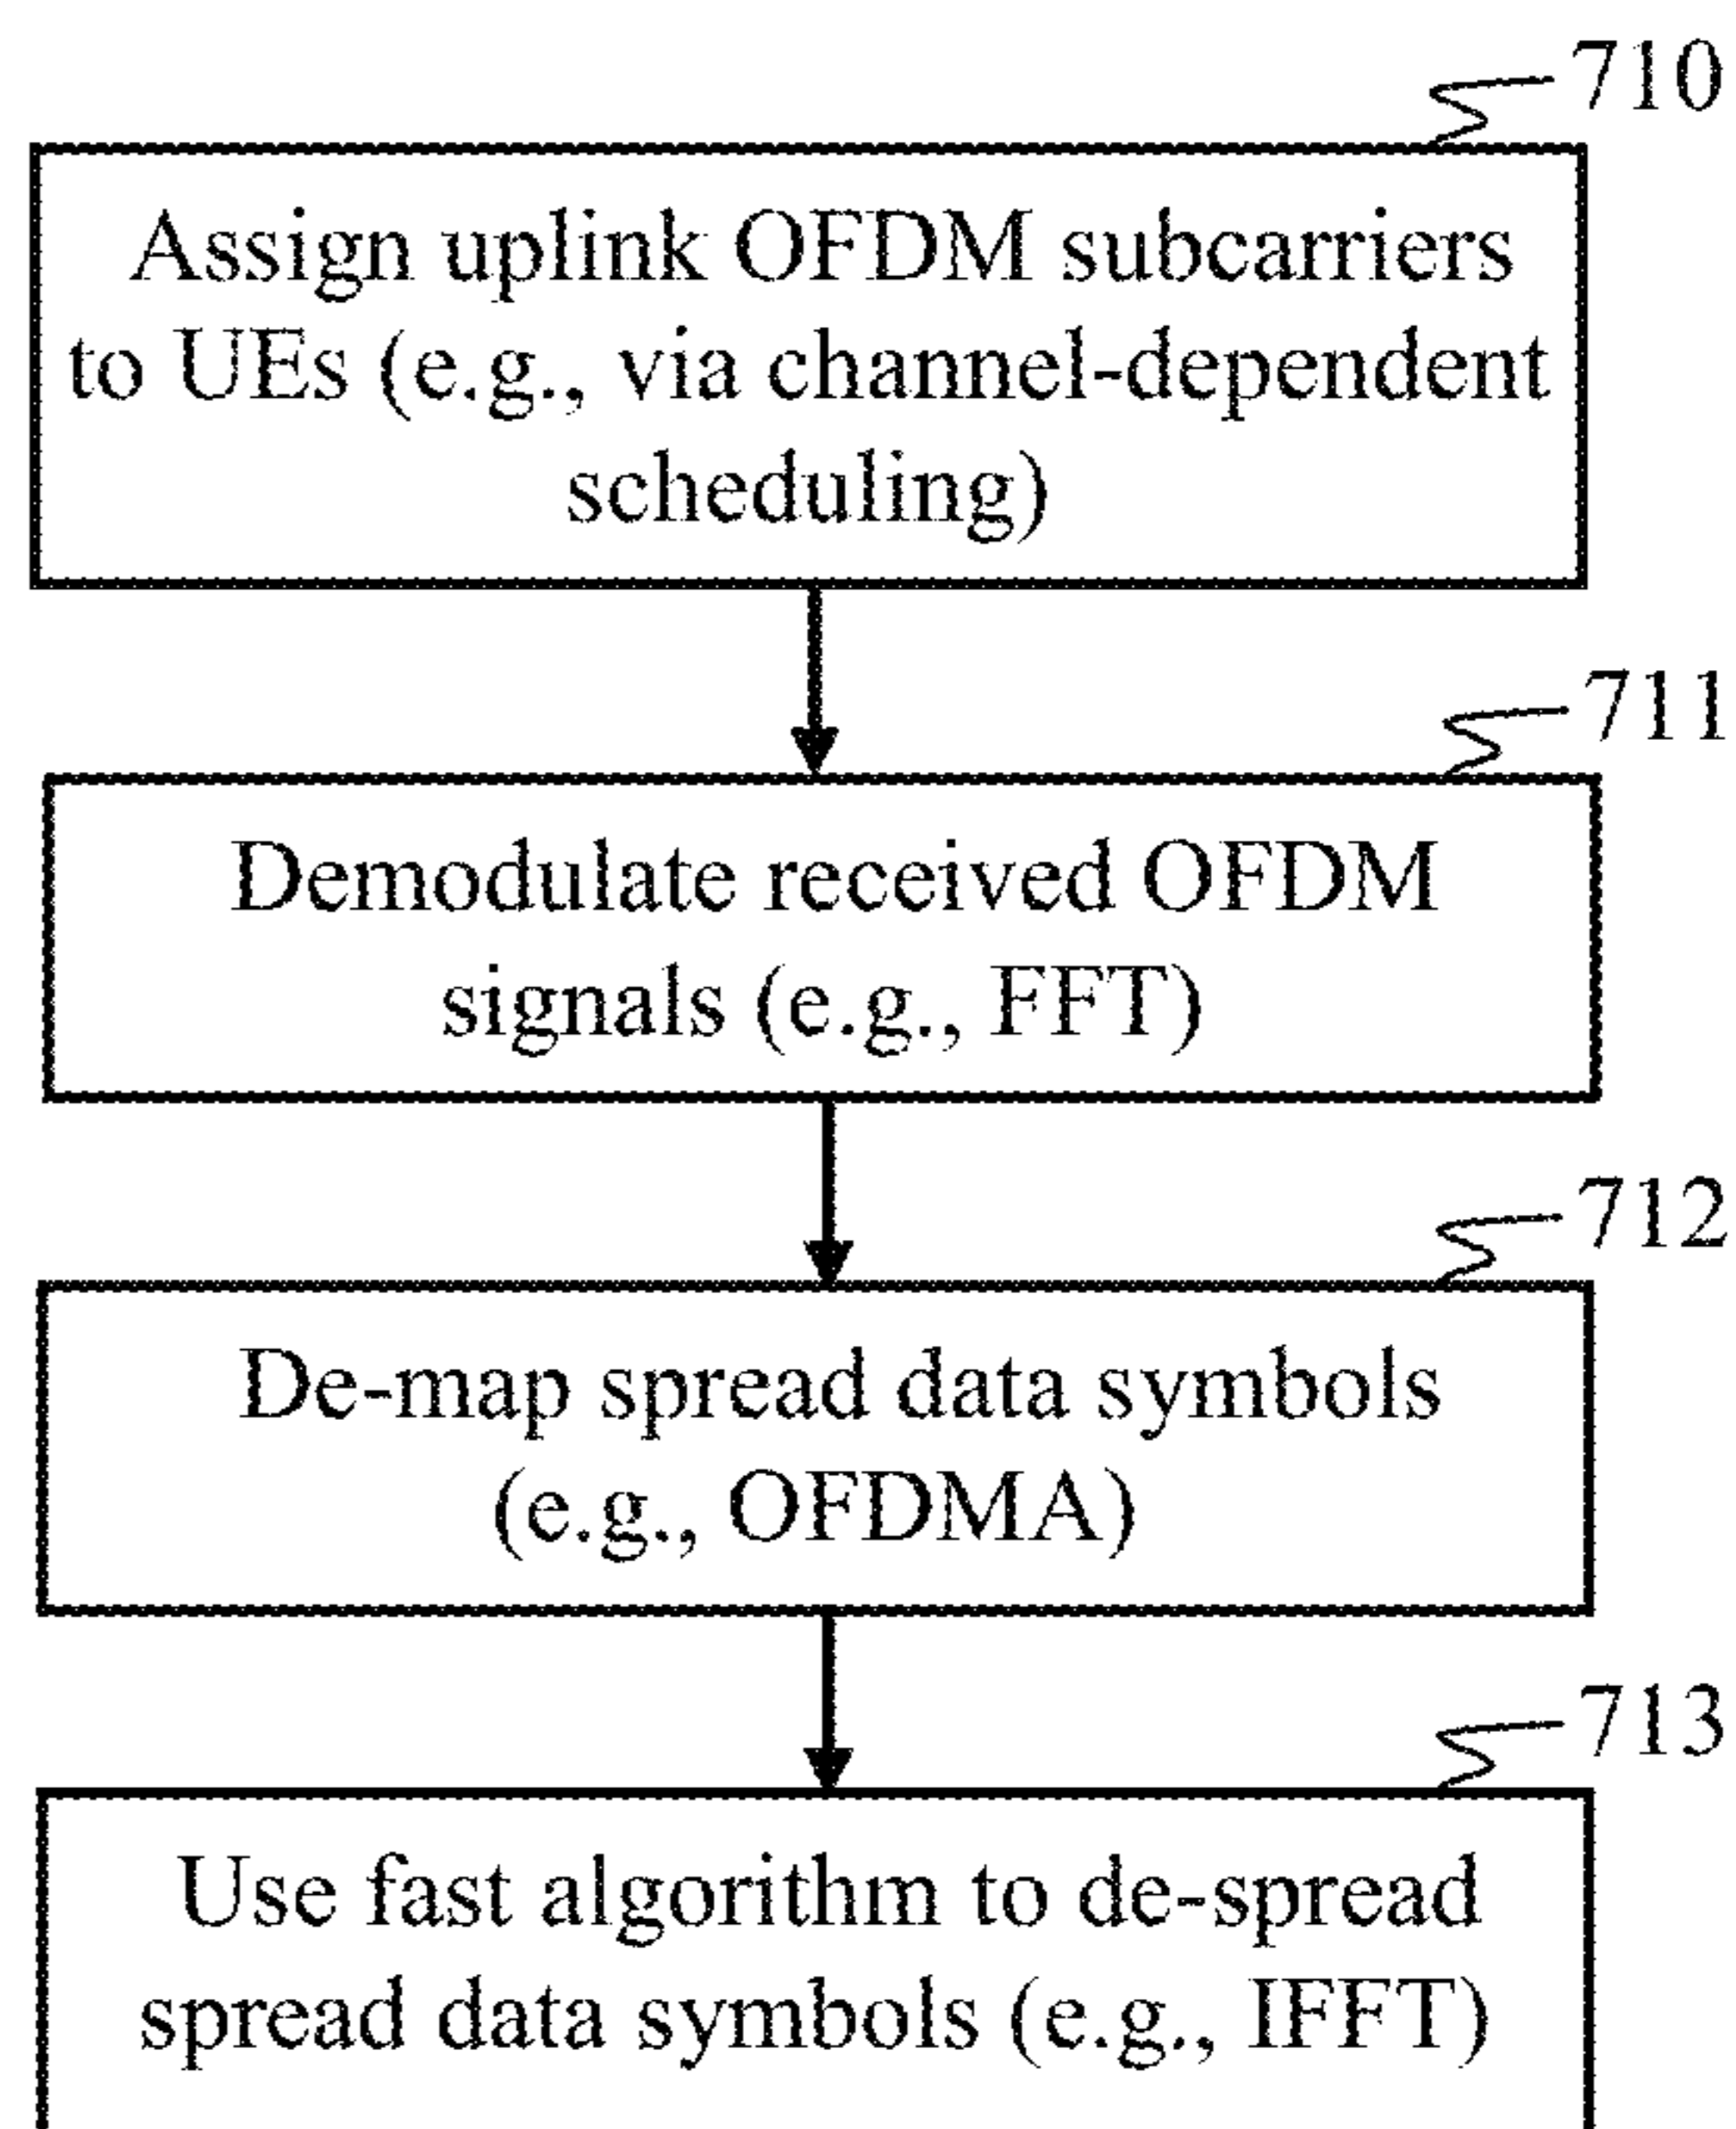 710
Assign uplink OFDM subcarriers
to UEs (e.g., via channel-dependent
scheduling)
711
Demodulate received OFDM
signals (e.g., FFT)
712
De-map spread data symbols
(e.g., OFDMA)
713
Use fast algorithm to de-spread
spread data symbols (e.g., IFFT)